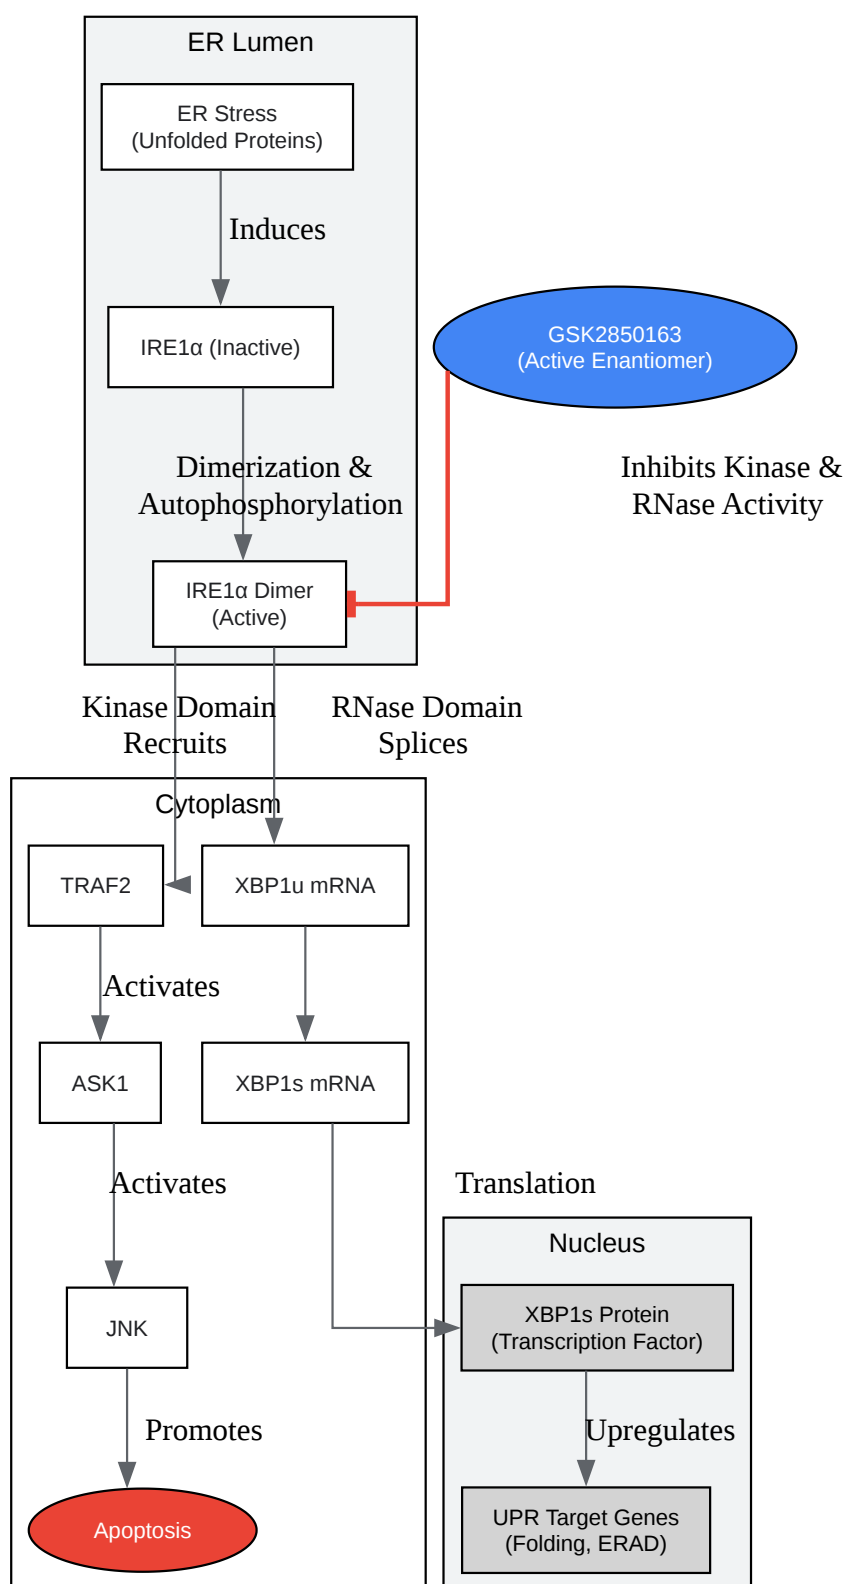 ER Lumen
ER Stress
(Unfolded Proteins)
Induces
IRE1α (Inactive)
GSK2850163
(Active Enantiomer)
Dimerization &
Autophosphorylation
Inhibits Kinase &
RNase Activity
IRE1α Dimer
(Active)
Kinase Domain
Recruits
RNase Domain
Splices
Cytoplasm
TRAF2
XBP1u mRNA
Activates
ASK1
XBP1s mRNA
Activates
Translation
Nucleus
JNK
XBP1s Protein
(Transcription Factor)
Promotes
Upregulates
Apoptosis
UPR Target Genes
(Folding, ERAD)